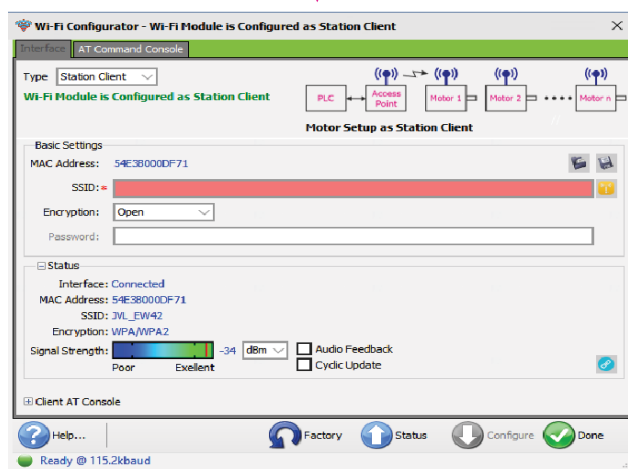 Wi-Fi Configurator - Wi-Fi Module is Configured as Station Client
Interface AT Command Console
Type Station Client
Wi-Fi Module is Configured as Station Client
PLC Access Point Motor 1 Motor 2 Motor n
Motor Setup as Station Client
Basic Settings
MAC Address: 54E38000DF71
SSID: *
Encryption: Open
Password:
Status
Interface: Connected
MAC Address: 54E38000DF71
SSID: JVL_EW42
Encryption: WPA/WPA2
Signal Strength: -34 dBm Audio Feedback
Poor Exellent Cyclic Update
Client AT Console
Help... Factory Status Configure Done
Ready @ 115.2kbaud